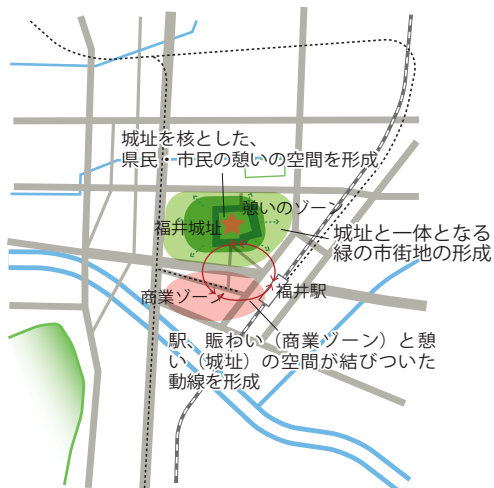 城址を核とした、
県民・市民の憩いの空間を形成
憩いのゾーン
福井城址
城址と一体となる
緑の市街地の形成
商業ゾーン
福井駅
駅、賑わい（商業ゾーン）と憩
い（城址）の空間が結びついた
動線を形成